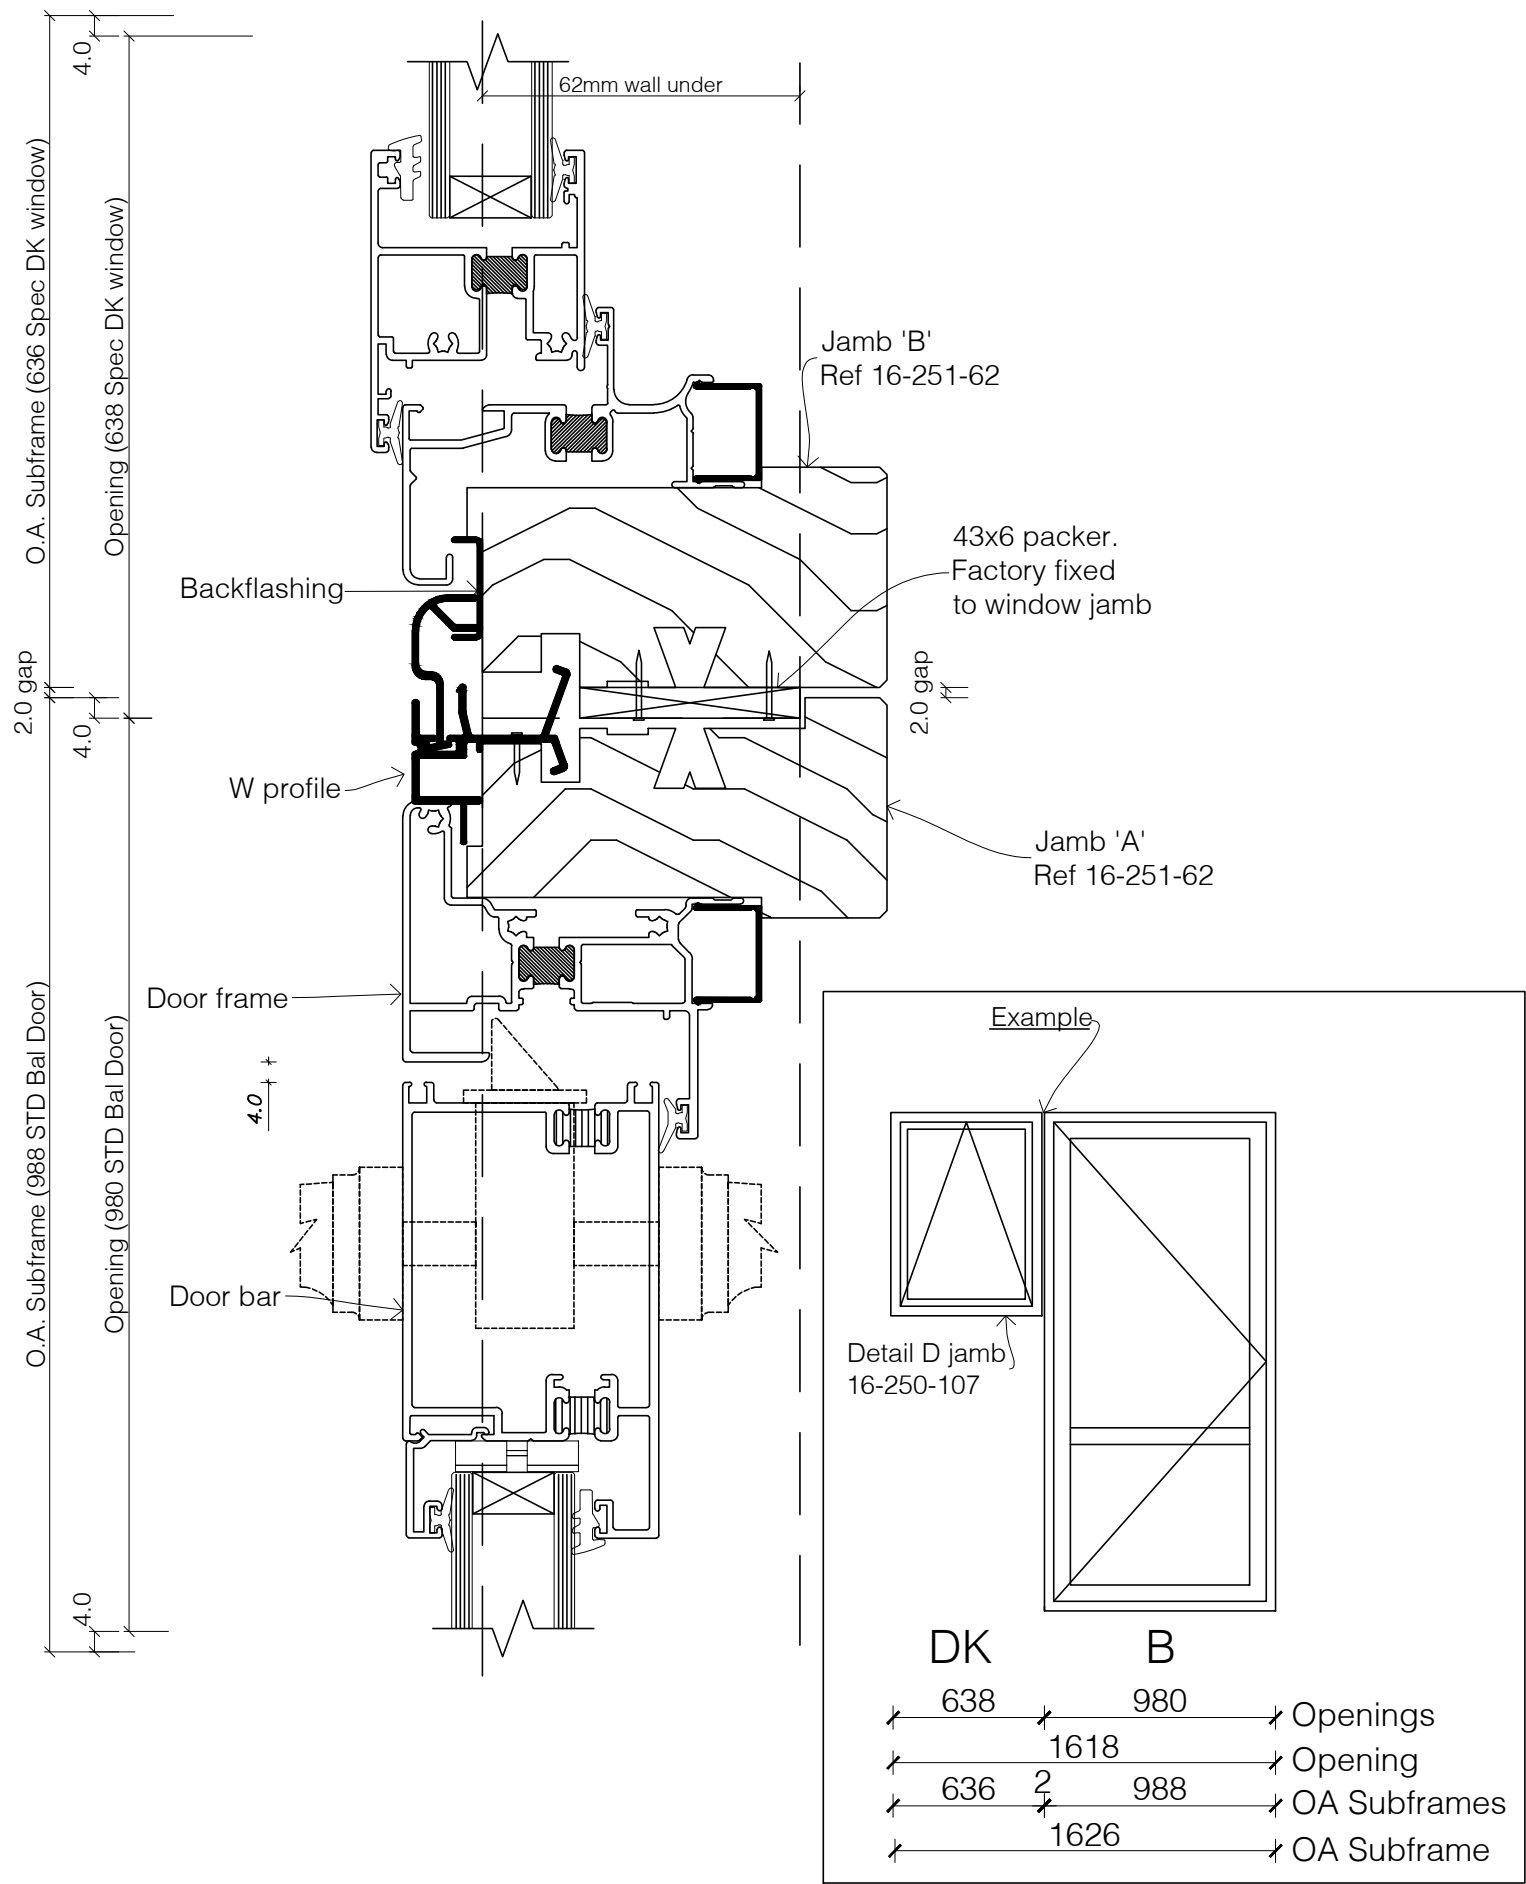 4.0
62mm wall under
O.A. Subframe (636 Spec DK window)
Opening (638 Spec DK window)
Jamb 'B'
Ref 16-251-62
43x6 packer.
Factory fixed
to window jamb
Backflashing
2.0 gap
4.0
2.0 gap
W profile
Jamb 'A'
Ref 16-251-62
Door frame
O.A. Subframe (988 STD Bal Door)
Opening (980 STD Bal Door)
4.0
Door bar
4.0
Example
Detail D jamb
16-250-107
DK B
638 980 Openings
1618 Opening
636 2 988 OA Subframes
1626 OA Subframe